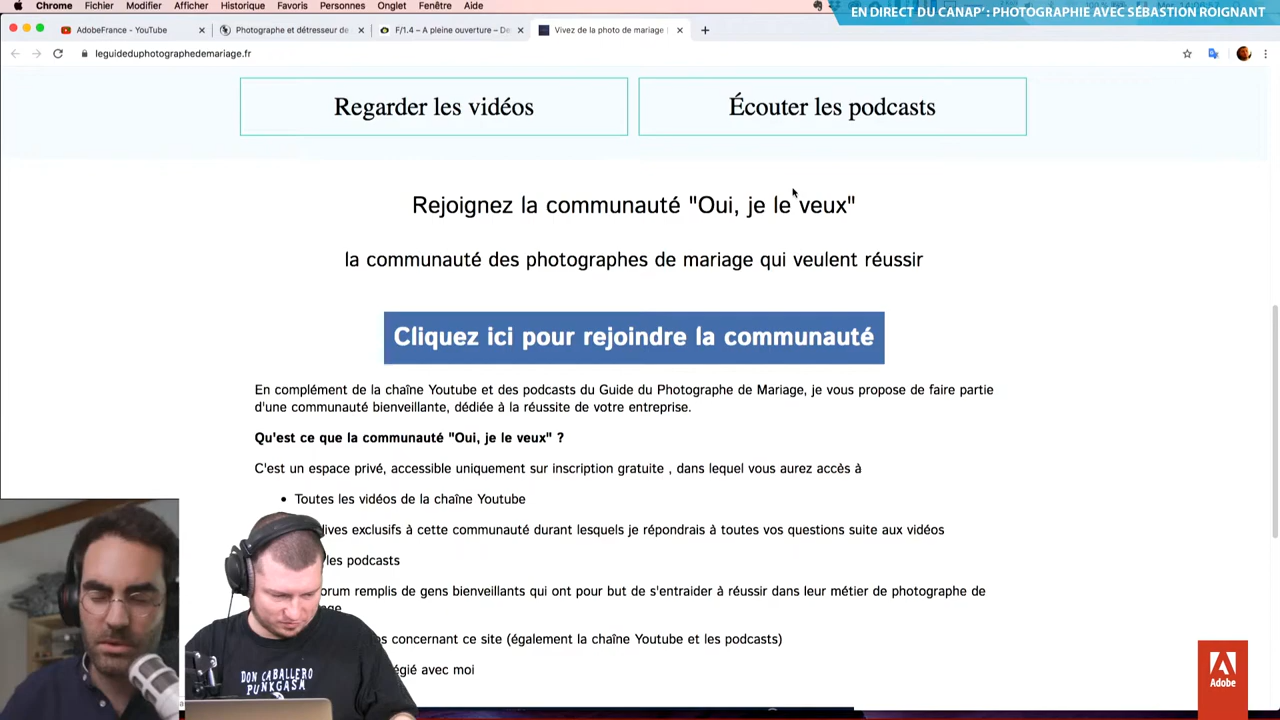 Chrome Fichier Modifier Afficher Historique Favoris Personnes Onglet Fenêtre Aide
EN DIRECT DU CANAP' : PHOTOGRAPHIE AVEC SÉBASTIEN ROIGNANT
AdobeFrance - YouTube
Photographe et détresseur de
F/1.4 – A pleine ouverture – De
Vivez de la photo de mariage
leguideduphotographedemariage.fr
Regarder les vidéos
Écouter les podcasts
Rejoignez la communauté "Oui, je le veux"
la communauté des photographes de mariage qui veulent réussir
Cliquez ici pour rejoindre la communauté
En complément de la chaîne Youtube et des podcasts du Guide du Photographe de Mariage, je vous propose de faire partie
d'une communauté bienveillante, dédiée à la réussite de votre entreprise.
Qu'est ce que la communauté "Oui, je le veux" ?
C'est un espace privé, accessible uniquement sur inscription gratuite , dans lequel vous aurez accès à
• Toutes les vidéos de la chaîne Youtube
lives exclusifs à cette communauté durant lesquels je répondrais à toutes vos questions suite aux vidéos
les podcasts
remplis de gens bienveillants qui ont pour but de s'entraider à réussir dans leur métier de photographe de
concernant ce site (également la chaîne Youtube et les podcasts)
avec moi
DON CABALLERO
PUNKGASA
Adobe